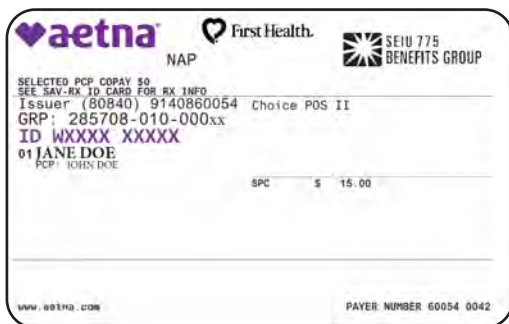 aetna
First Health.
SEIU 775
BENEFITS GROUP
NAP
SELECTED PCP COPAY $0
SEE SAV-RX ID CARD FOR RX INFO
Issuer (80840) 9140860054 Choice POS II
GRP: 285708-010-000xx
ID WXXXX XXXXX
01 JANE DOE
PCP: JOHN DOE
SPC $ 15.00
www.aetna.com PAYER NUMBER 60054 0042